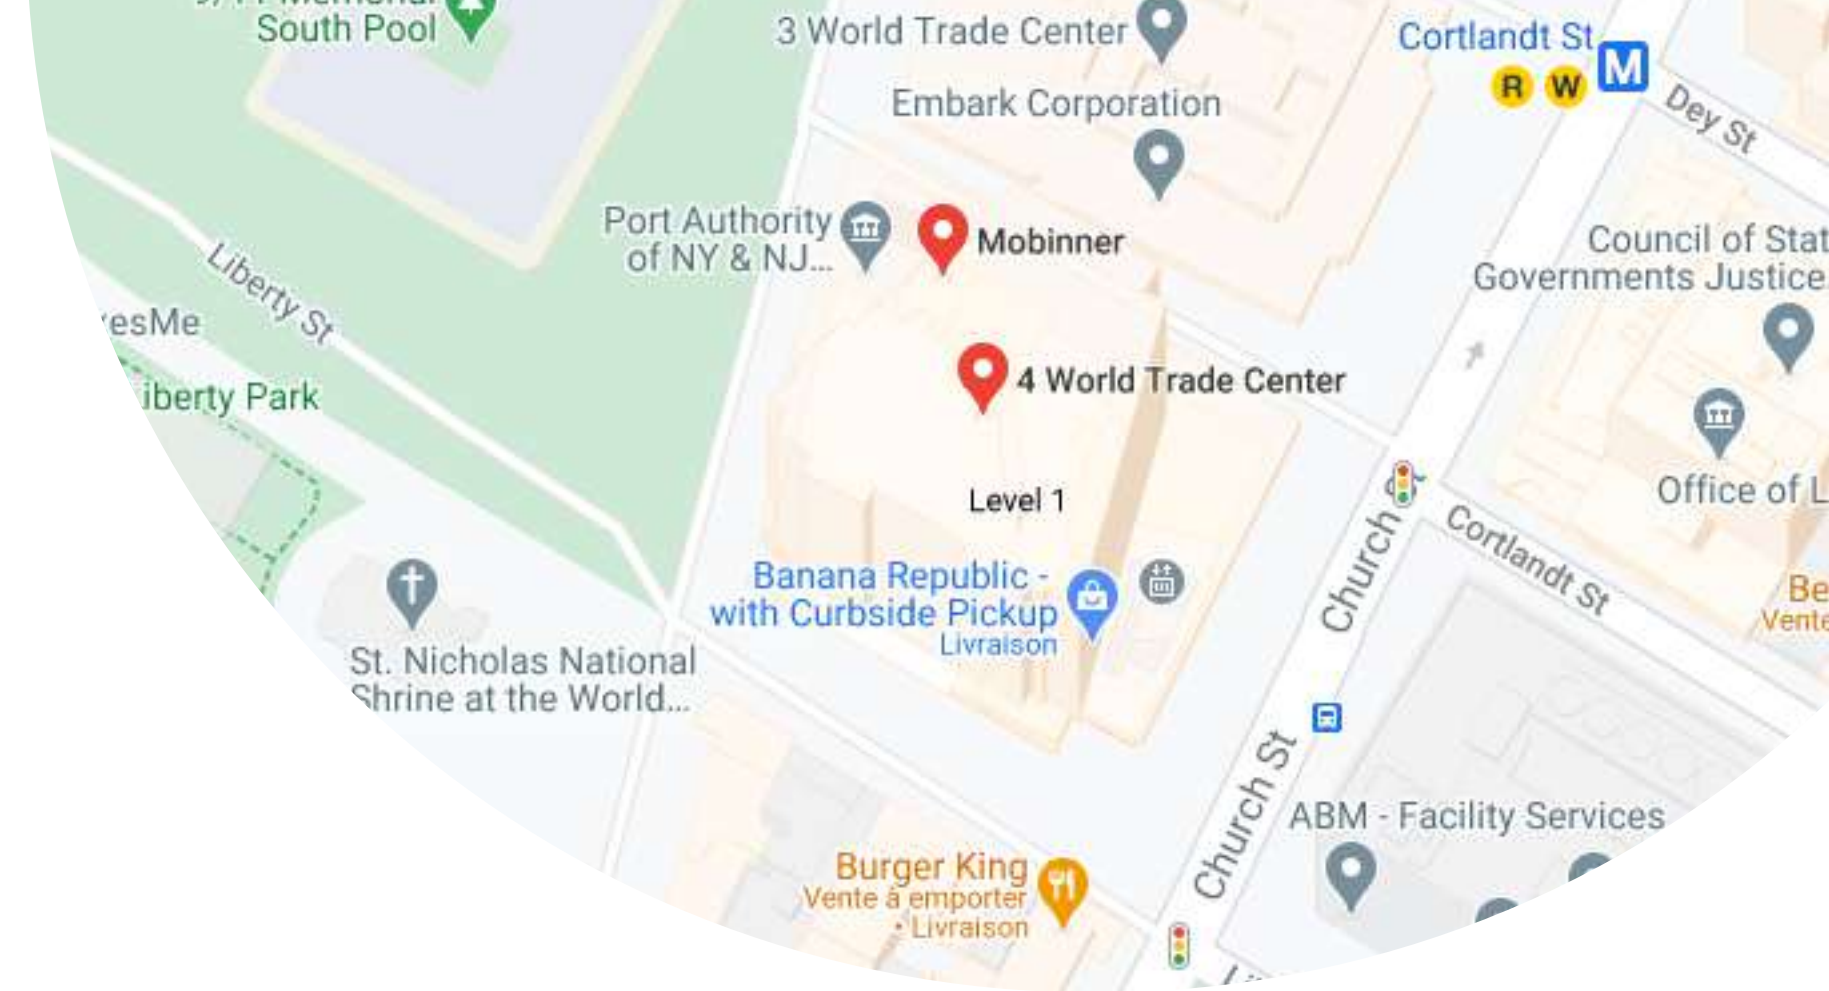 South Pool
3 World Trade Center
Cortlandt St
M
R W
Embark Corporation
Dey St
Port Authority
of NY & NJ...
Mobinner
Council of Stat
Governments Justice
Liberty St
resMe
4 World Trade Center
iberty Park
Level 1
Office of L
Church
Cortlandt St
Banana Republic -
with Curbside Pickup
Livraison
Be
Vente
St. Nicholas National
Shrine at the World...
Church St
ABM - Facility Services
Burger King
Vente à emporter
• Livraison